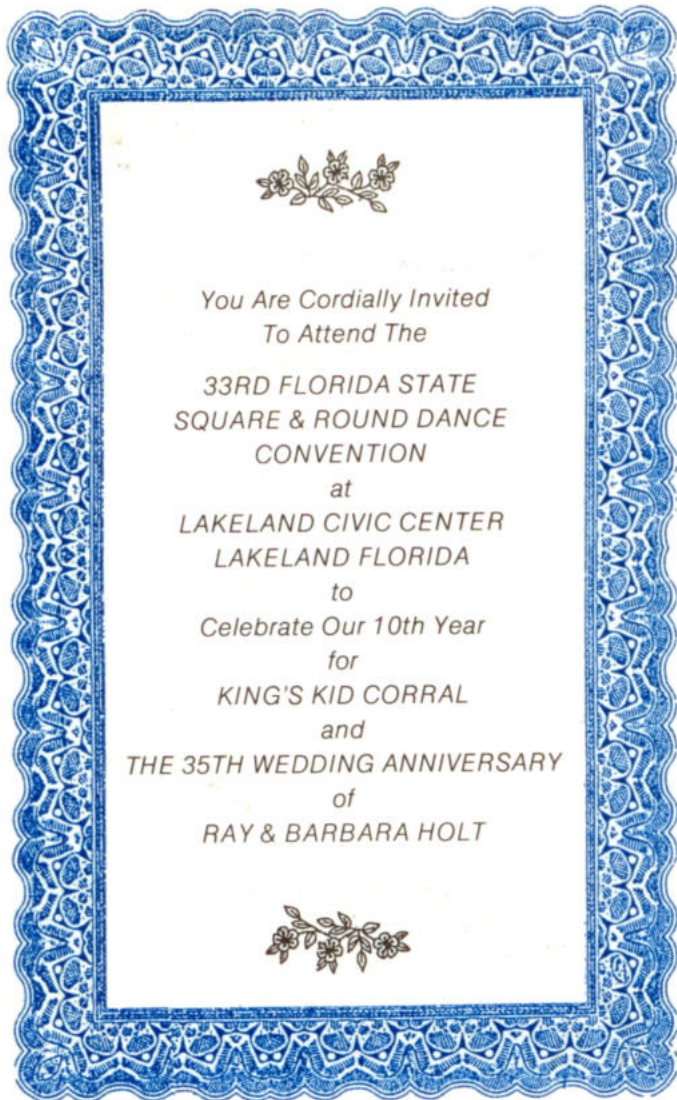 You Are Cordially Invited
To Attend The
33RD FLORIDA STATE
SQUARE & ROUND DANCE
CONVENTION
at
LAKELAND CIVIC CENTER
LAKELAND FLORIDA
to
Celebrate Our 10th Year
for
KING'S KID CORRAL
and
THE 35TH WEDDING ANNIVERSARY
of
RAY & BARBARA HOLT